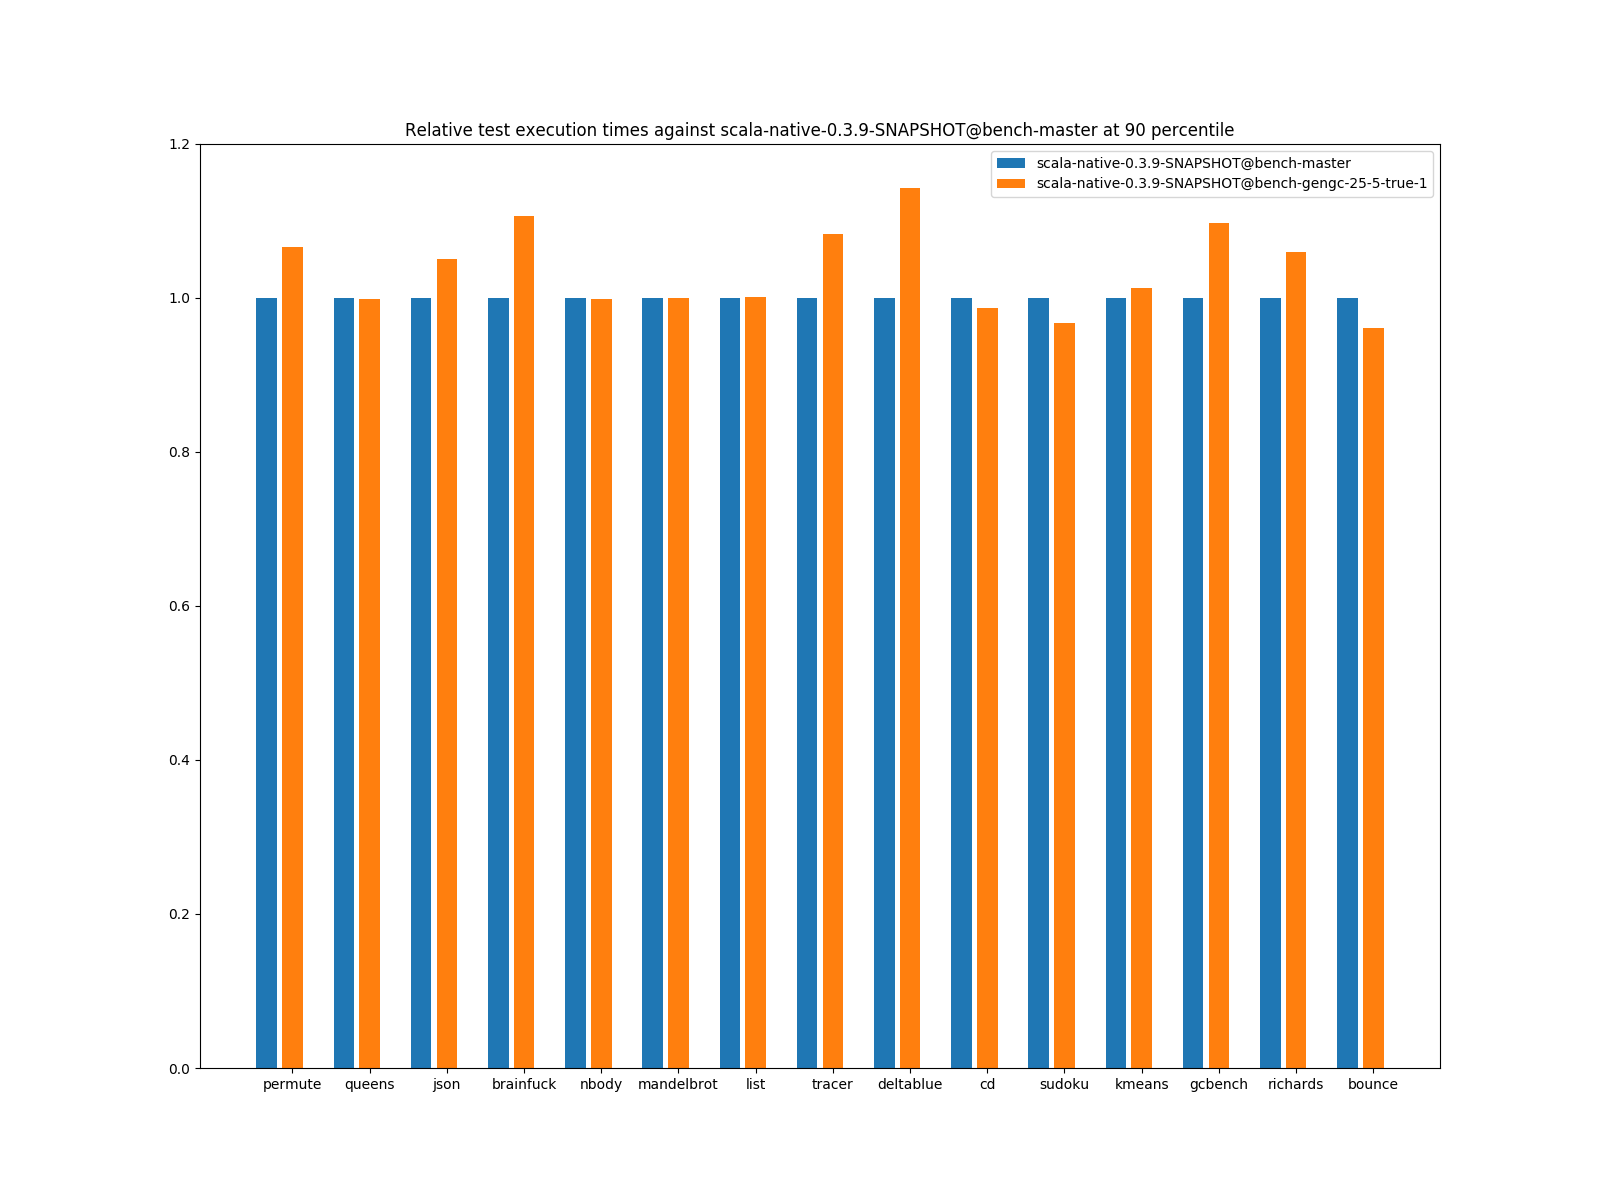 Relative test execution times against scala-native-0.3.9-SNAPSHOT@bench-master at 90 percentile
scala-native-0.3.9-SNAPSHOT@bench-master
scala-native-0.3.9-SNAPSHOT@bench-gengc-25-5-true-1
1.2
1.0
0.8
0.6
0.4
0.2
0.0
permute queens json brainfuck nbody mandelbrot list tracer deltablue cd sudoku kmeans gcbench richards bounce